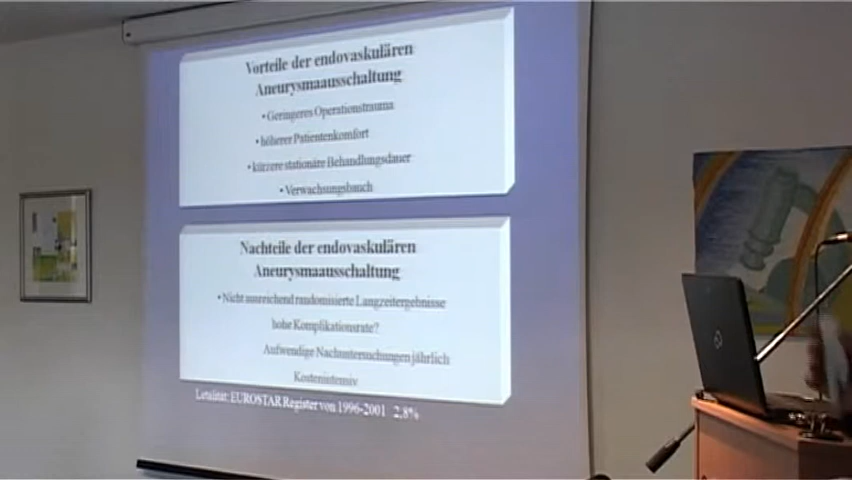 Vorteile der endovaskulären
Aneurysmaausschaltung
• Geringeres Operationstrauma
• höherer Patientenkomfort
• kürzere stationäre Behandlungsdauer
• Verwachsungsbauch
Nachteile der endovaskulären
Aneurysmaausschaltung
• Nicht ausreichend randomisierte Langzeitergebnisse
hohe Komplikationsrate?
Aufwendige Nachuntersuchungen jährlich
Kostenintensiv
Letalität: EUROSTAR Register von 1996-2001 2,8%